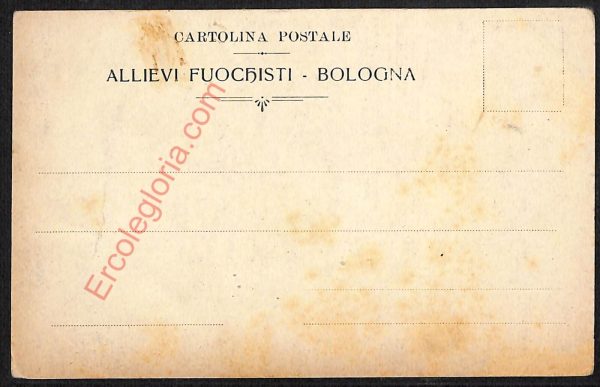 CARTOLINA POSTALE
ALLIEVI FUOCHISTI - BOLOGNA
Ercolegloria.com